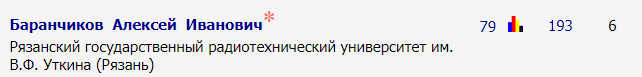 Баранчиков Алексей Иванович* 79 193 6
Рязанский государственный радиотехнический университет им.
В.Ф. Уткина (Рязань)